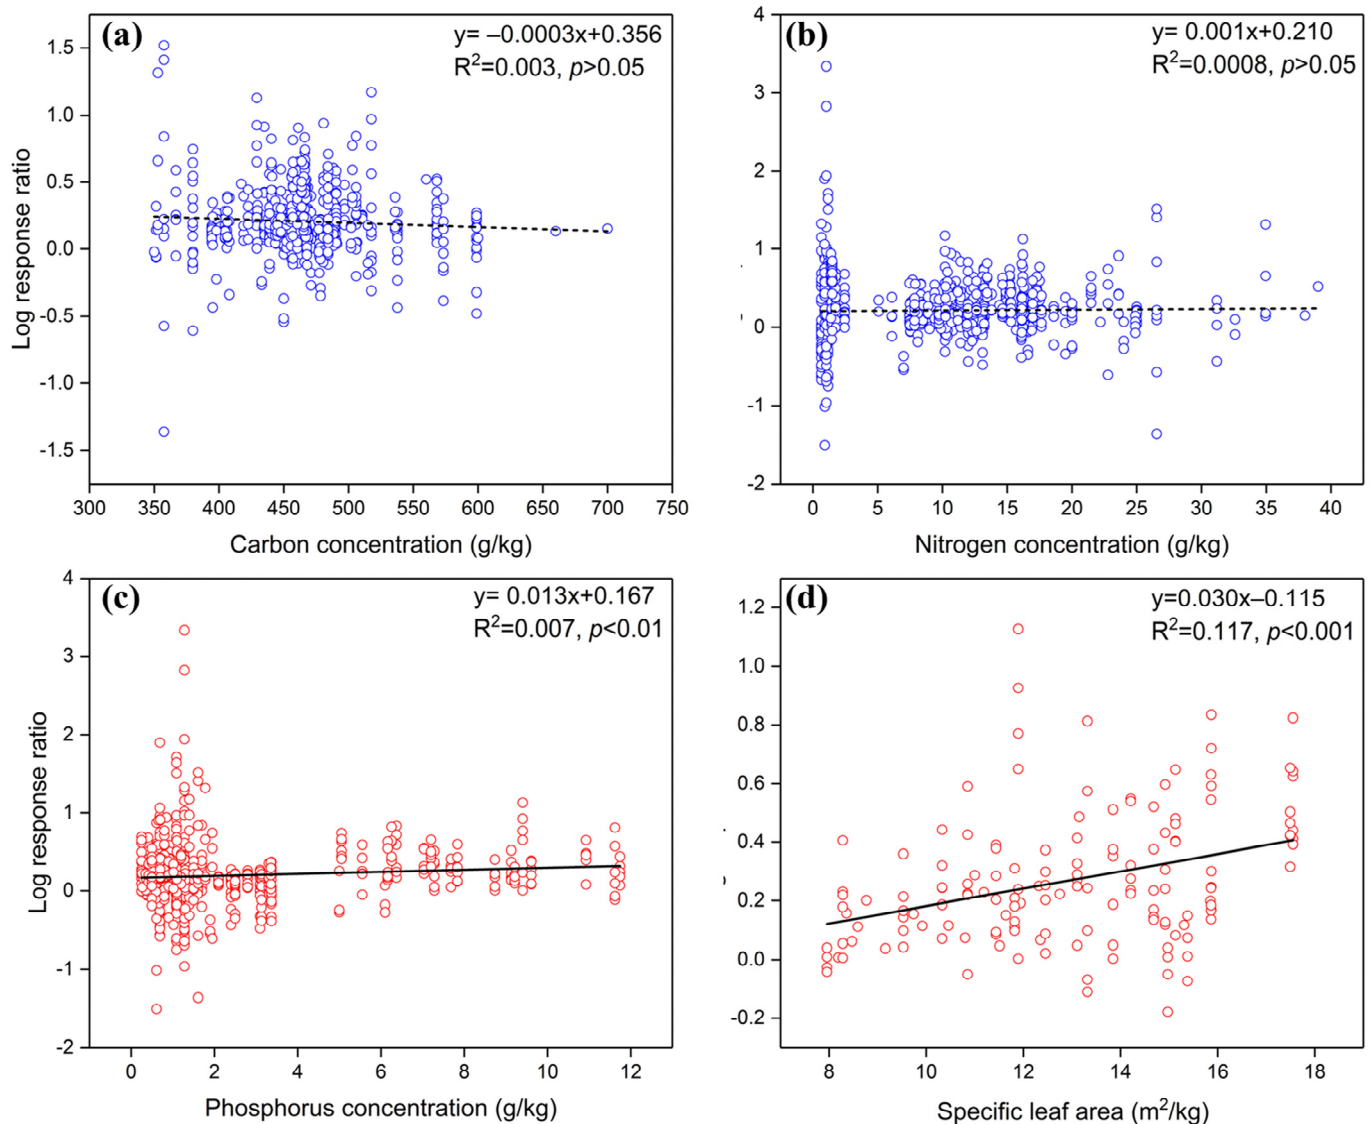 (a)
y= –0.0003x+0.356
R²=0.003, p>0.05
1.5
1.0
0.5
0.0
-0.5
-1.0
-1.5
Log response ratio
300 350 400 450 500 550 600 650 700 750
Carbon concentration (g/kg)
(b)
y= 0.001x+0.210
R²=0.0008, p>0.05
4
3
2
1
0
-1
-2
0 5 10 15 20 25 30 35 40
Nitrogen concentration (g/kg)
(c)
y= 0.013x+0.167
R²=0.007, p<0.01
4
3
2
1
0
-1
-2
Log response ratio
0 2 4 6 8 10 12
Phosphorus concentration (g/kg)
(d)
y=0.030x–0.115
R²=0.117, p<0.001
1.2
1.0
0.8
0.6
0.4
0.2
0.0
-0.2
8 10 12 14 16 18
Specific leaf area (m²/kg)